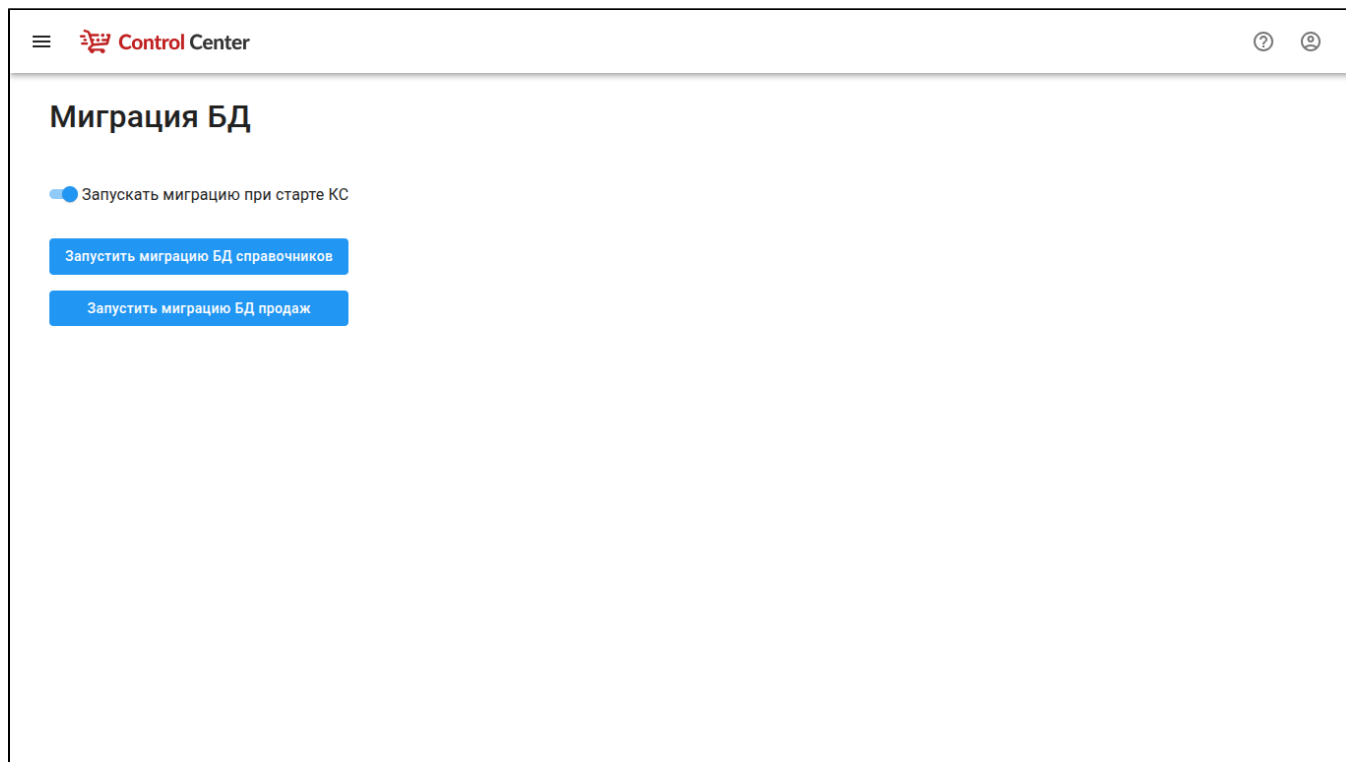 Control Center
Миграция БД
Запускать миграцию при старте КС
Запустить миграцию БД справочников
Запустить миграцию БД продаж